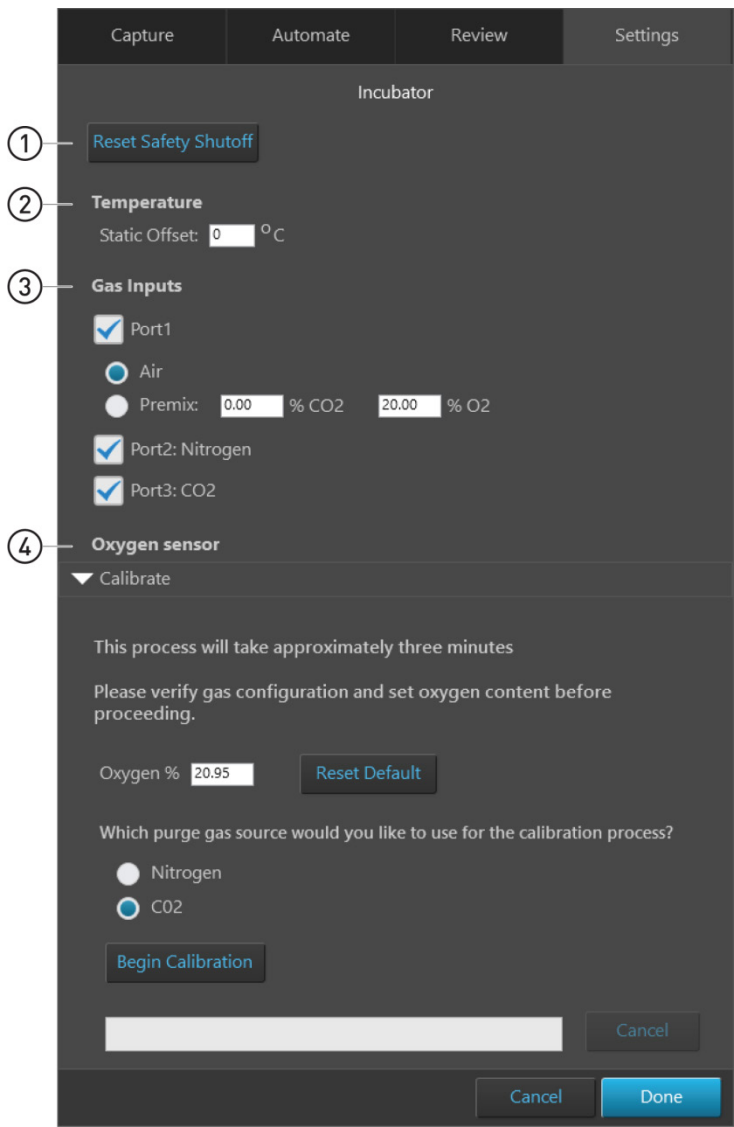 Capture Automate Review Settings
Incubator
1 Reset Safety Shutoff
2 Temperature
Static Offset: 0 °C
3 Gas Inputs
Port1
Air
Premix: 0.00 % CO2 20.00 % O2
Port2: Nitrogen
Port3: CO2
4 Oxygen sensor
Calibrate
This process will take approximately three minutes
Please verify gas configuration and set oxygen content before
proceeding.
Oxygen % 20.95 Reset Default
Which purge gas source would you like to use for the calibration process?
Nitrogen
C02
Begin Calibration
Cancel
Cancel Done